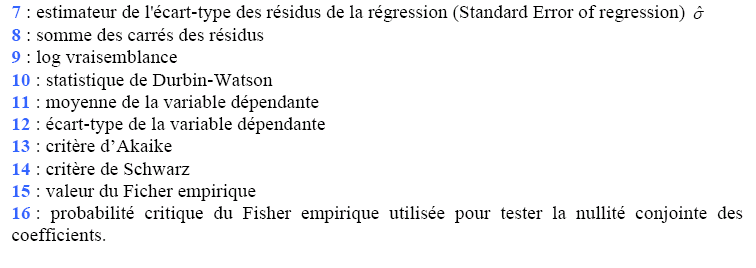 7 : estimateur de l'écart-type des résidus de la régression (Standard Error of regression) σ̂
8 : somme des carrés des résidus
9 : log vraisemblance
10 : statistique de Durbin-Watson
11 : moyenne de la variable dépendante
12 : écart-type de la variable dépendante
13 : critère d’Akaike
14 : critère de Schwarz
15 : valeur du Ficher empirique
16 : probabilité critique du Fisher empirique utilisée pour tester la nullité conjointe des
coefficients.